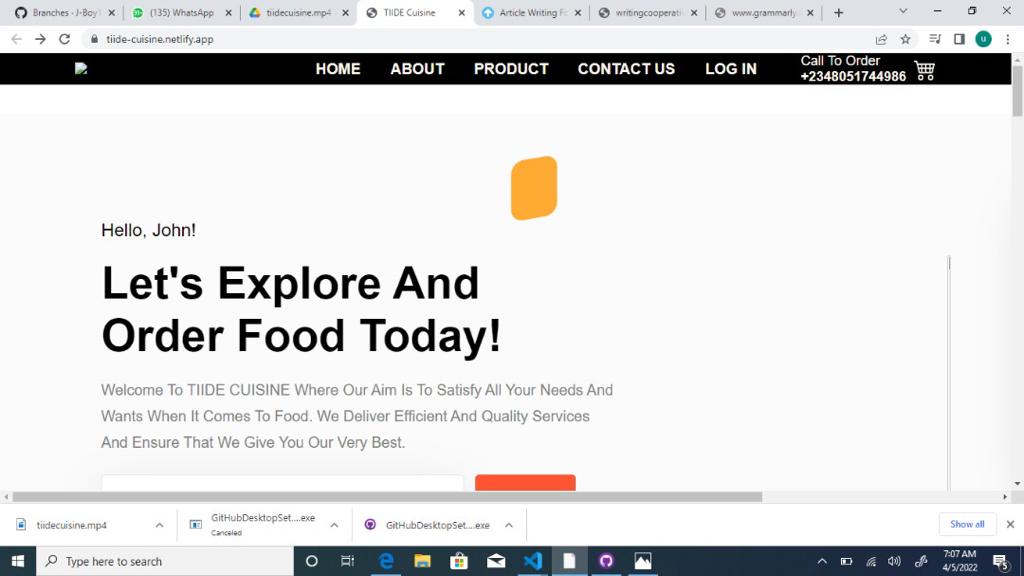 Branches · J-Boy
(135) WhatsApp
tiidecuisine.mp4
TIIDE Cuisine
Article Writing Fo
writingcooperati
www.grammarly
tiide-cuisine.netlify.app
u
HOME ABOUT PRODUCT CONTACT US LOG IN
Call To Order
+2348051744986
Hello, John!
Let's Explore And
Order Food Today!
Welcome To TIIDE CUISINE Where Our Aim Is To Satisfy All Your Needs And
Wants When It Comes To Food. We Deliver Efficient And Quality Services
And Ensure That We Give You Our Very Best.
tiidecuisine.mp4
GitHubDesktopSet....exe
Canceled
GitHubDesktopSet....exe
Show all
Type here to search
7:07 AM
4/5/2022
5